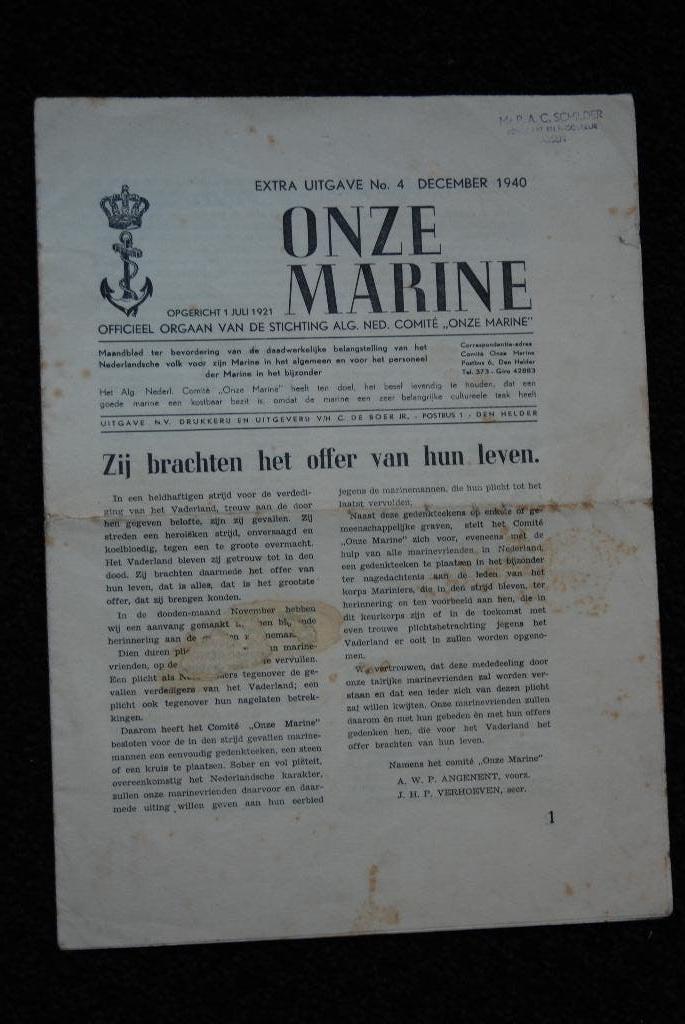 Mr P. A. C. SCHILDER
EXTRA UITGAVE No. 4 DECEMBER 1940
ONZE
MARINE
OPGERICHT 1 JULI 1921
OFFICIEEL ORGAAN VAN DE STICHTING ALG. NED. COMITÉ „ONZE MARINE"
Maandblad ter bevordering van de daadwerkelijke belangstelling van het
Nederlandsche volk voor zijn Marine in het algemeen en voor het personeel
der Marine in het bijzonder
Correspondentie-adres
Comité Onze Marine
Postbus 6, Den Helder
Tel. 373 - Giro 42883
Het Alg. Nederl. Comité „Onze Marine" heeft ten doel, het besef levendig te houden, dat een
goede marine een kostbaar bezit is, omdat de marine een zeer belangrijke cultureele taak heeft
UITGAVE N.V. DRUKKERIJ EN UITGEVERIJ V/H C. DE BOER JR. - POSTBUS 1 - DEN HELDER
Zij brachten het offer van hun leven.
In een heldhaftigen strijd voor de verdedi-
ging van het Vaderland, trouw aan de door
hen gegeven belofte, zijn zij gevallen. Zij
streden een heroïeken strijd, onversaagd en
koelbloedig, tegen een te groote overmacht.
Het Vaderland bleven zij getrouw tot in den
dood. Zij brachten daarmede het offer van
hun leven, dat is alles, dat is het grootste
offer, dat zij brengen konden.
In de dooden-maand November hebben
wij een aanvang gemaakt
herinnering aan de
Dien duren marine-
vrienden, op de te vervullen.
Een plicht als tegenover de ge-
vallen verdedigers van het Vaderland; een
plicht ook tegenover hun nagelaten betrek-
kingen.
Daarom heeft het Comité „Onze Marine"
besloten voor de in den strijd gevallen marine-
mannen een eenvoudig gedenkteeken, een steen
of een kruis te plaatsen. Sober en vol piëteit,
overeenkomstig het Nederlandsche karakter,
zullen onze marinevrienden daarvoor en daar-
mede uiting willen geven aan hun eerbied
jegens de marinemannen, die hun plicht tot het
laatst vervulden.
Naast deze gedenkteekens op enkele of ge-
meenschappelijke graven, stelt het Comité
„Onze Marine" zich voor, eveneens met de
hulp van alle marinevrienden in Nederland,
een gedenkteeken te plaatsen in het bijzonder
ter nagedachtenis aan de leden van het
korps Mariniers, die in den strijd bleven, ter
herinnering en ten voorbeeld aan hen, die in
dit keurkorps zijn of in de toekomst met
even trouwe plichtsbetrachting jegens het
Vaderland er ooit in zullen worden opgeno-
men.
Wij vertrouwen, dat deze mededeeling door
onze talrijke marinevrienden zal worden ver-
staan en dat een ieder zich van dezen plicht
zal willen kwijten. Onze marinevrienden zullen
daarom èn met hun gebeden èn met hun offers
gedenken hen, die voor het Vaderland het
offer brachten van hun leven.
Namens het comité „Onze Marine"
A. W. P. ANGENENT, voorz.
J. H. P. VERHOEVEN, secr.
1